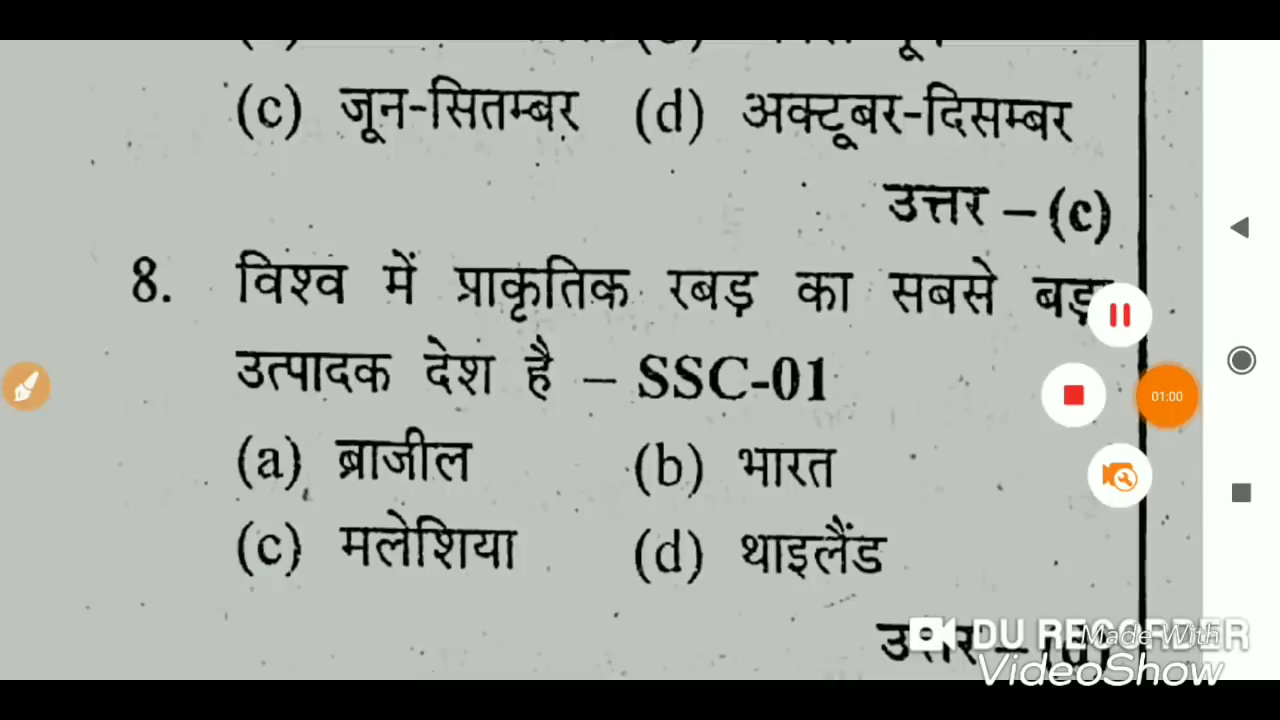 (c) जून-सितम्बर (d) अक्टूबर-दिसम्बर
उत्तर – (c)
8. विश्व में प्राकृतिक रबड़ का सबसे
उत्पादक देश है – SSC-01
(a) ब्राजील (b) भारत
(c) मलेशिया (d) थाइलैंड
01:00
DU RECORDER
Made With
VideoShow